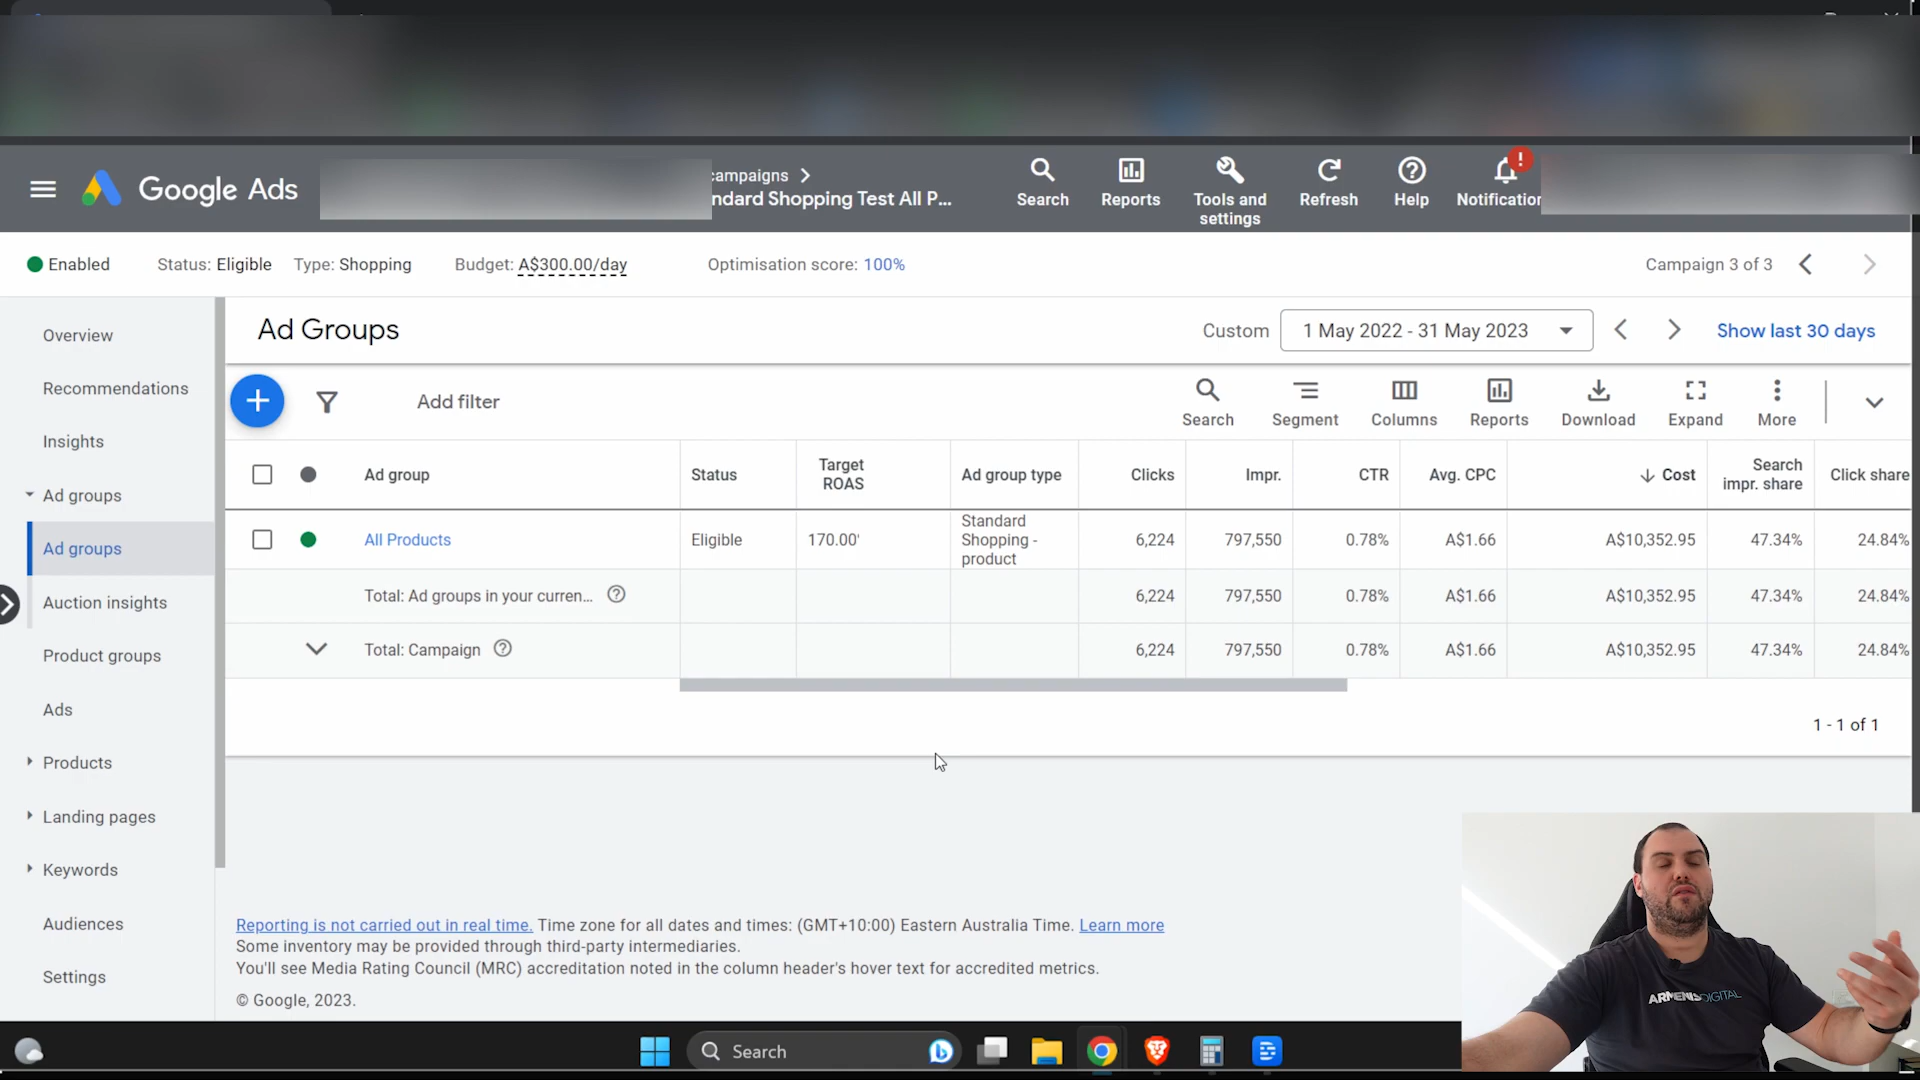 Google Ads
campaigns
ndard Shopping Test All P...
Search
Reports
Tools and
settings
Refresh
Help
Notification
Enabled
Status: Eligible
Type: Shopping
Budget: A$300.00/day
Optimisation score: 100%
Campaign 3 of 3
Overview
Recommendations
Insights
Ad groups
Ad groups
Auction insights
Product groups
Ads
Products
Landing pages
Keywords
Audiences
Settings
Ad Groups
Custom
1 May 2022 - 31 May 2023
Show last 30 days
Add filter
Search
Segment
Columns
Reports
Download
Expand
More
Ad group
Status
Target
ROAS
Ad group type
Clicks
Impr.
CTR
Avg. CPC
Cost
Search
impr. share
Click share
All Products
Eligible
170.00'
Standard
Shopping -
product
6,224
797,550
0.78%
A$1.66
A$10,352.95
47.34%
24.84%
Total: Ad groups in your curren...
6,224
797,550
0.78%
A$1.66
A$10,352.95
47.34%
24.84%
Total: Campaign
6,224
797,550
0.78%
A$1.66
A$10,352.95
47.34%
24.84%
1 - 1 of 1
Reporting is not carried out in real time. Time zone for all dates and times: (GMT+10:00) Eastern Australia Time. Learn more
Some inventory may be provided through third-party intermediaries.
You'll see Media Rating Council (MRC) accreditation noted in the column header's hover text for accredited metrics.
© Google, 2023.
ARMENISDIGITAL
Search